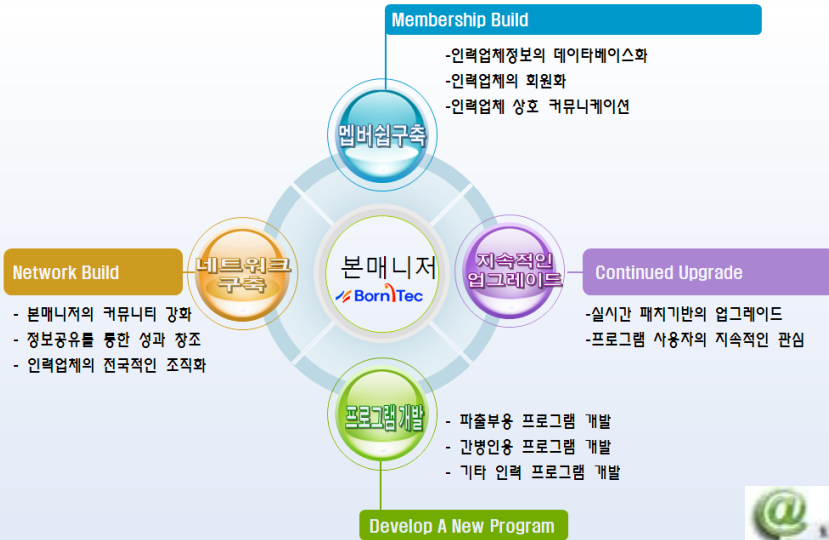 Membership Build
-인력업체정보의 데이타베이스화
-인력업체의 회원화
-인력업체 상호 커뮤니케이션
멤버쉽구축
Network Build
네트워크
구축
- 본매니저의 커뮤니티 강화
- 정보공유를 통한 성과 창조
- 인력업체의 전국적인 조직화
본매니저
BornTec
지속적인
업그레이드
Continued Upgrade
-실시간 패치기반의 업그레이드
-프로그램 사용자의 지속적인 관심
프로그램 개발
- 파출부용 프로그램 개발
- 간병인용 프로그램 개발
- 기타 인력 프로그램 개발
Develop A New Program
@